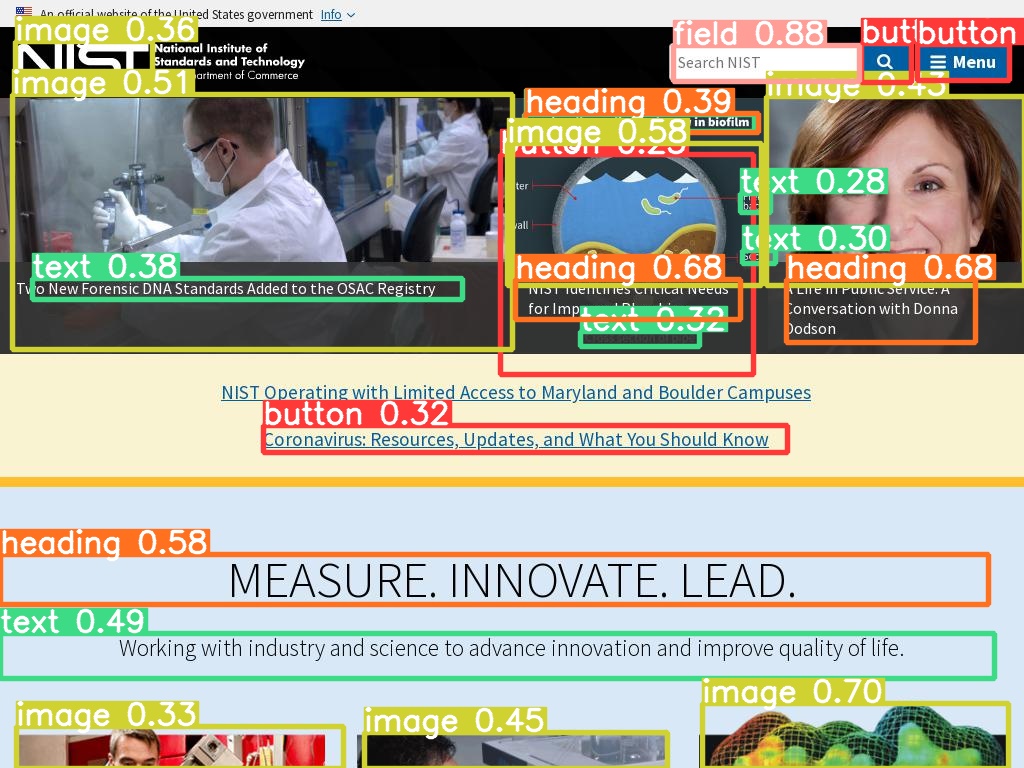 An official website of the United States government Info
image 0.36
NIST National Institute of
Standards and Technology
Department of Commerce
field 0.88
Search NIST
button
Menu
image 0.51
heading 0.39
in biofilm
image 0.58
button 0.25
image 0.43
text 0.28
text 0.30
text 0.38
Two New Forensic DNA Standards Added to the OSAC Registry
heading 0.68
NIST Identifies Critical Needs
for
text 0.32
Cross section of pipe
heading 0.68
A Life in Public Service: A
Conversation with Donna
Dodson
NIST Operating with Limited Access to Maryland and Boulder Campuses
button 0.32
Coronavirus: Resources, Updates, and What You Should Know
heading 0.58
MEASURE. INNOVATE. LEAD.
text 0.49
Working with industry and science to advance innovation and improve quality of life.
image 0.33
image 0.45
image 0.70